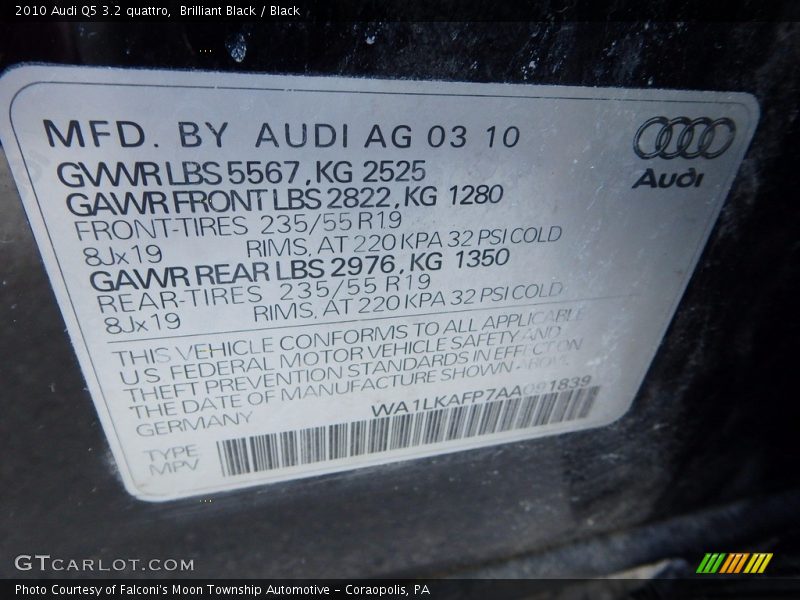 2010 Audi Q5 3.2 quattro, Brilliant Black / Black
MFD. BY AUDI AG 03 10
GVWR LBS 5567, KG 2525
GAWR FRONT LBS 2822, KG 1280
FRONT-TIRES 235/55 R19
8Jx19 RIMS, AT 220 KPA 32 PSI COLD
GAWR REAR LBS 2976, KG 1350
REAR-TIRES 235/55 R19
8Jx19 RIMS, AT 220 KPA 32 PSI COLD
Audi
THIS VEHICLE CONFORMS TO ALL APPLICABLE
U.S FEDERAL MOTOR VEHICLE SAFETY AND
THEFT PREVENTION STANDARDS IN EFFECT ON
THE DATE OF MANUFACTURE SHOWN ABOVE
GERMANY WA1LKAFP7AA091839
TYPE
MPV
GTCARLOT.COM
Photo Courtesy of Falconi's Moon Township Automotive – Coraopolis, PA